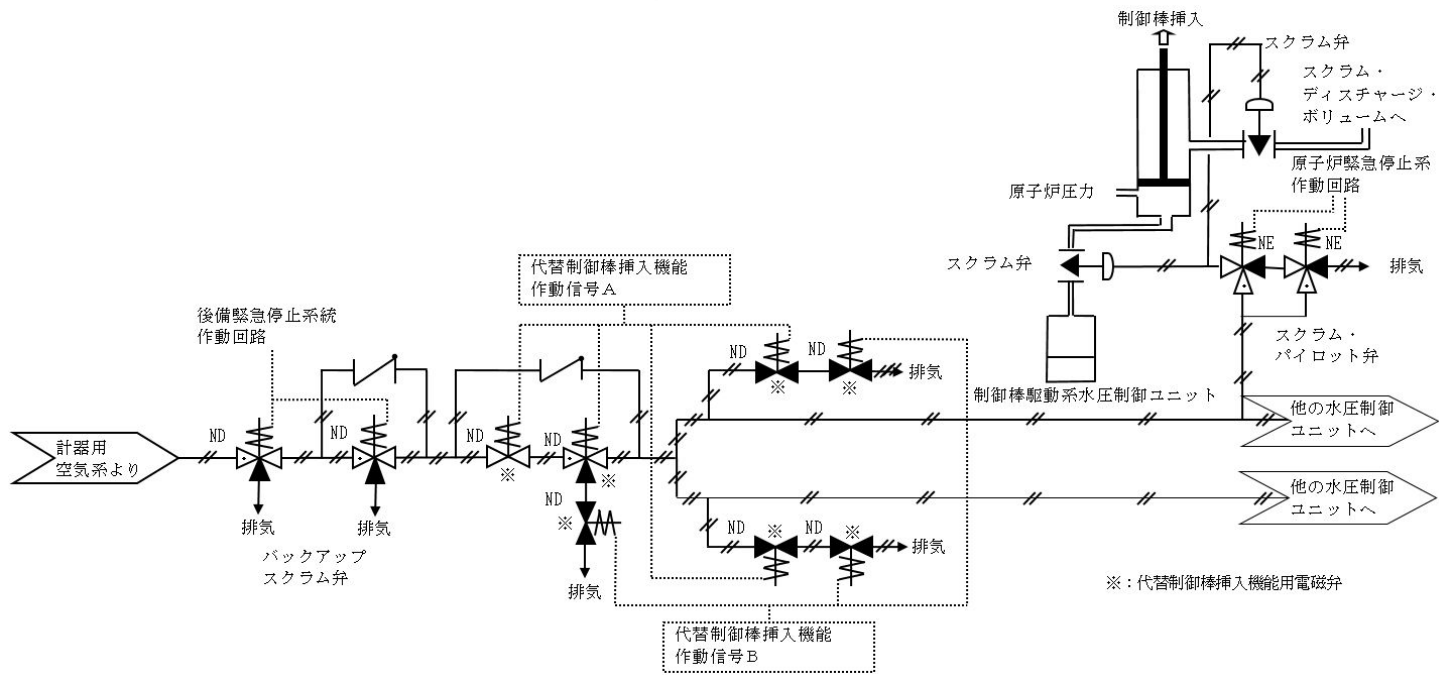 制御棒挿入
スクラム弁
スクラム・
ディスチャージ・
ボリュームへ
原子炉緊急停止系
作動回路
原子炉圧力
NE
NE
スクラム弁
排気
代替制御棒挿入機能
作動信号A
後備緊急停止系統
作動回路
スクラム・
パイロット弁
ND
ND
※
※
排気
制御棒駆動系水圧制御ユニット
計器用
空気系より
ND
ND
ND
ND
※
※
他の水圧制御
ユニットへ
排気
排気
バックアップ
スクラム弁
ND
※
排気
他の水圧制御
ユニットへ
ND
ND
※
※
排気
※：代替制御棒挿入機能用電磁弁
代替制御棒挿入機能
作動信号B